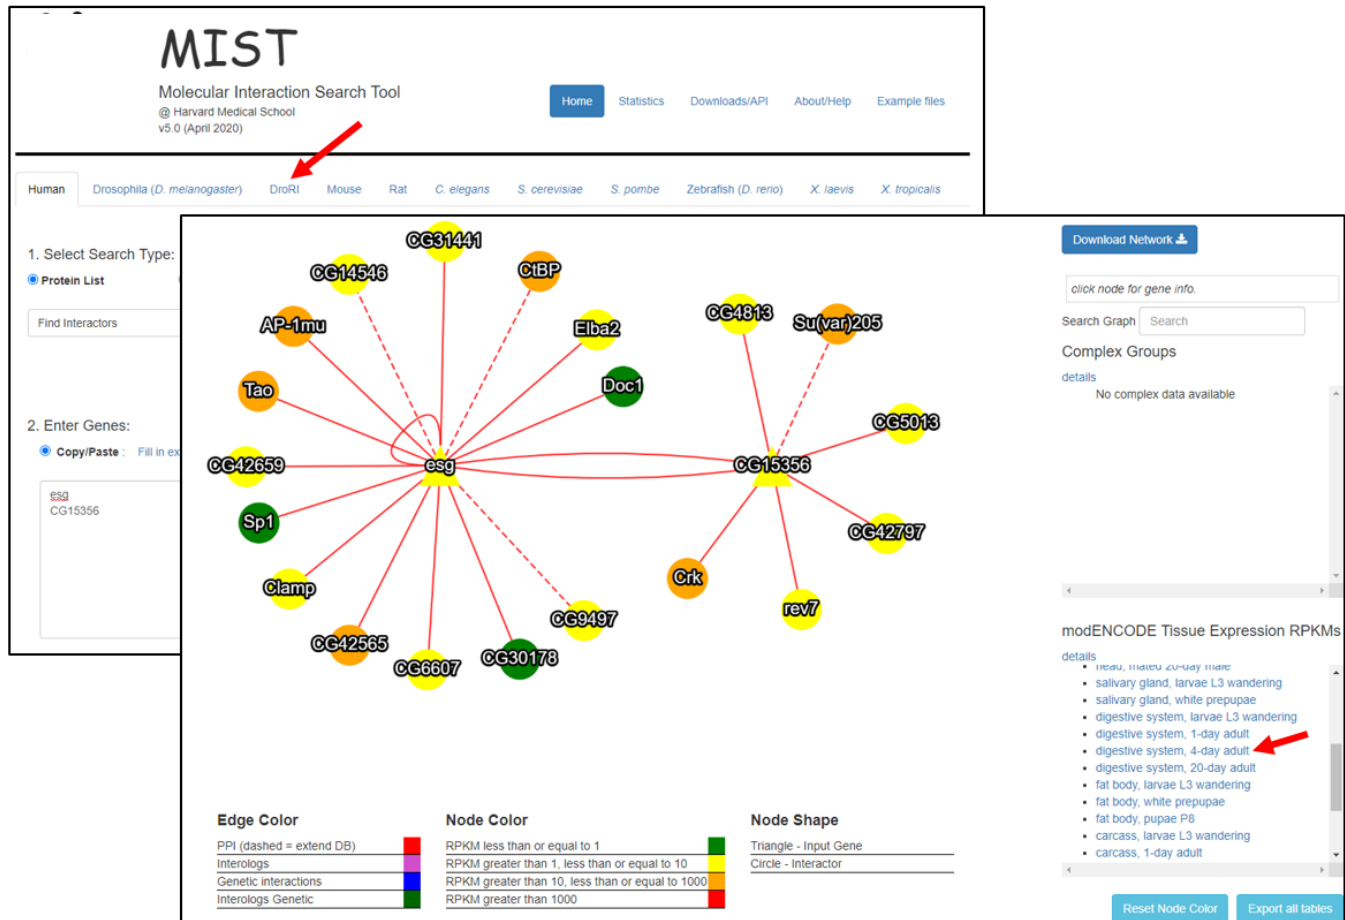 MIST
Molecular Interaction Search Tool
@ Harvard Medical School
v5.0 (April 2020)
Home Statistics Downloads/API About/Help Example files
Human Drosophila (D. melanogaster) DroRI Mouse Rat C. elegans S. cerevisiae S. pombe Zebrafish (D. rerio) X. laevis X. tropicalis
1. Select Search Type:
Protein List
Find Interactors
2. Enter Genes:
Copy/Paste : Fill in ex
esg
CG15356
CG31441
CG14546
CtBP
AP-1mu
Elba2
Tao
Doc1
CG42659
esg
Sp1
Clamp
CG42565
CG6607
CG30178
CG9497
CG4813
Su(var)205
CG5013
CG15356
CG42797
Crk
rev7
Download Network
click node for gene info.
Search Graph Search
Complex Groups
details
No complex data available
modENCODE Tissue Expression RPKMs
details
head, mated 20-day male
salivary gland, larvae L3 wandering
salivary gland, white prepupae
digestive system, larvae L3 wandering
digestive system, 1-day adult
digestive system, 4-day adult
digestive system, 20-day adult
fat body, larvae L3 wandering
fat body, white prepupae
fat body, pupae P8
carcass, larvae L3 wandering
carcass, 1-day adult
Reset Node Color Export all tables
Edge Color
PPI (dashed = extend DB)
Interologs
Genetic interactions
Interologs Genetic
Node Color
RPKM less than or equal to 1
RPKM greater than 1, less than or equal to 10
RPKM greater than 10, less than or equal to 1000
RPKM greater than 1000
Node Shape
Triangle - Input Gene
Circle - Interactor